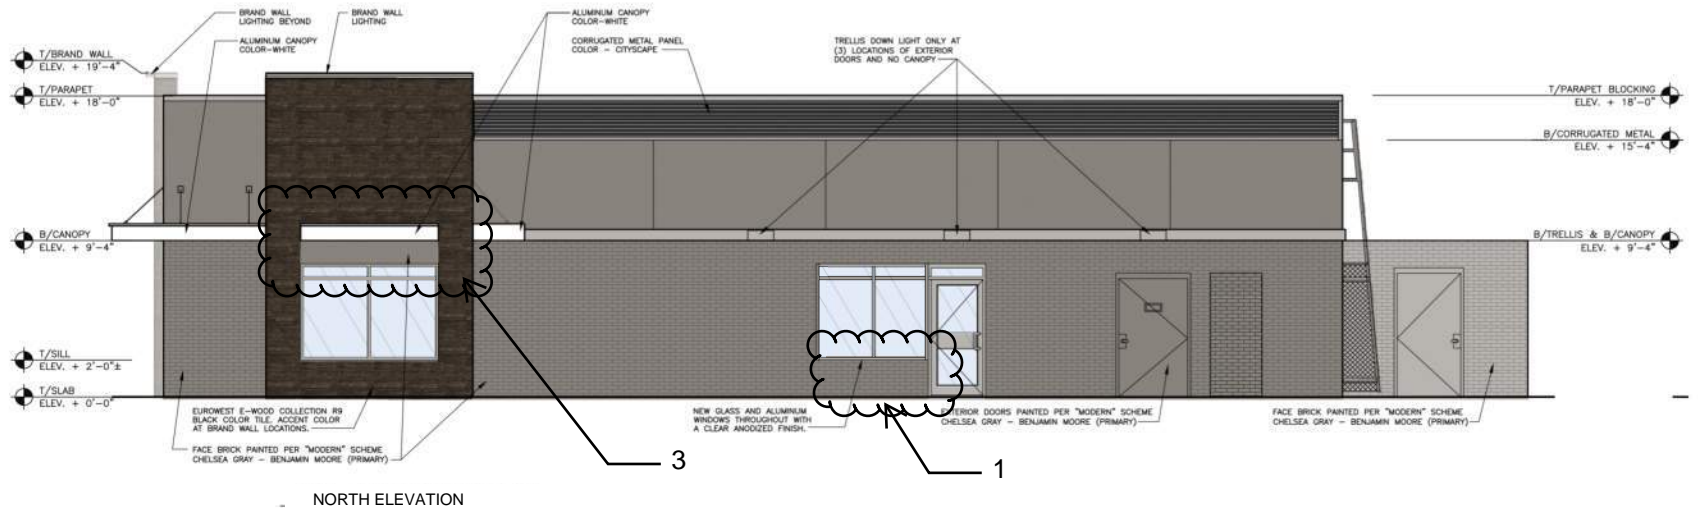 BRAND WALL
LIGHTING BEYOND
BRAND WALL
LIGHTING
ALUMINUM CANOPY
COLOR-WHITE
ALUMINUM CANOPY
COLOR-WHITE
CORRUGATED METAL PANEL
COLOR - CITYSCAPE
TRELLIS DOWN LIGHT ONLY AT
(3) LOCATIONS OF EXTERIOR
DOORS AND NO CANOPY
T/BRAND WALL
ELEV. + 19'-4"
T/PARAPET
ELEV. + 18'-0"
T/PARAPET BLOCKING
ELEV. + 18'-0"
B/CORRUGATED METAL
ELEV. + 15'-4"
B/CANOPY
ELEV. + 9'-4"
B/TRELLIS & B/CANOPY
ELEV. + 9'-4"
T/SILL
ELEV. + 2'-0"±
T/SLAB
ELEV. + 0'-0"
EUROWEST E-WOOD COLLECTION R9
BLACK COLOR TILE. ACCENT COLOR
AT BRAND WALL LOCATIONS.
FACE BRICK PAINTED PER "MODERN" SCHEME
CHELSEA GRAY - BENJAMIN MOORE (PRIMARY)
NEW GLASS AND ALUMINUM
WINDOWS THROUGHOUT WITH
A CLEAR ANODIZED FINISH.
EXTERIOR DOORS PAINTED PER "MODERN" SCHEME
CHELSEA GRAY - BENJAMIN MOORE (PRIMARY)
FACE BRICK PAINTED PER "MODERN" SCHEME
CHELSEA GRAY - BENJAMIN MOORE (PRIMARY)
3
1
NORTH ELEVATION